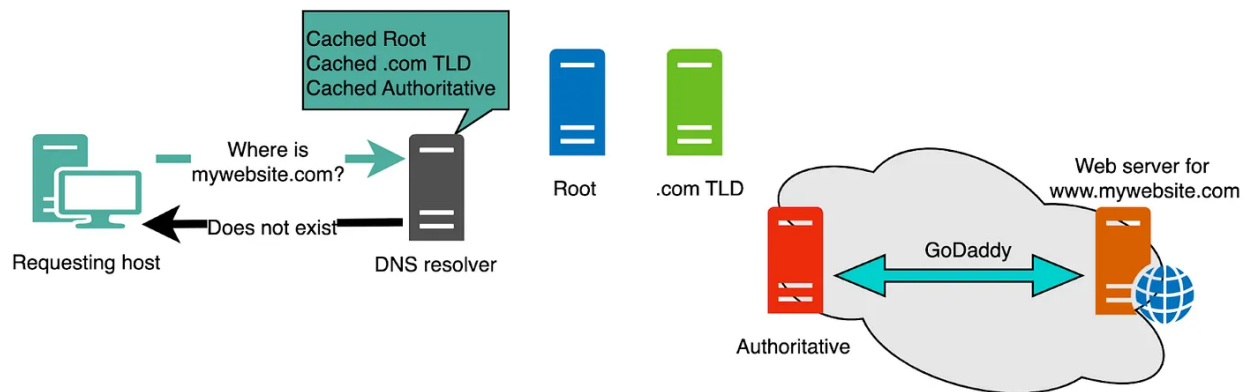 Cached Root
Cached .com TLD
Cached Authoritative
Where is
mywebsite.com?
Does not exist
Requesting host
DNS resolver
Root
.com TLD
Web server for
www.mywebsite.com
GoDaddy
Authoritative